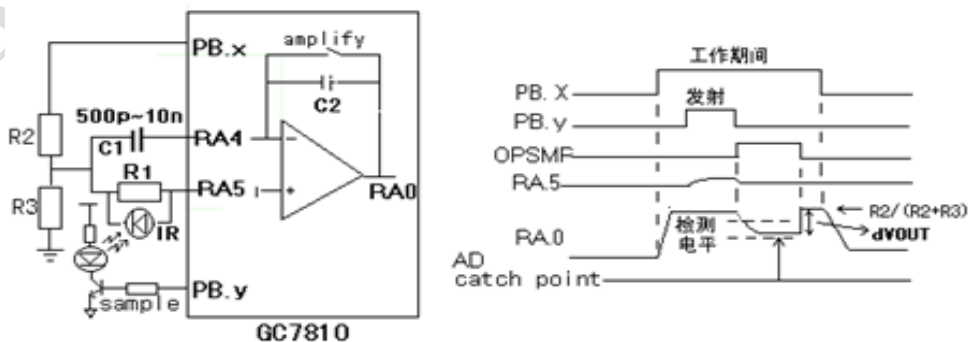 PB.x
amplify
C2
500p~10n
C1
RA4
R2
R1
RA5
RA0
R3
IR
PB.y
sample
GC7810
工作期间
PB. X
发射
PB.y
OPSMP
RA.5
RA.0
检测
电平
R2/(R2+R3)
dVOUT
AD
catch point